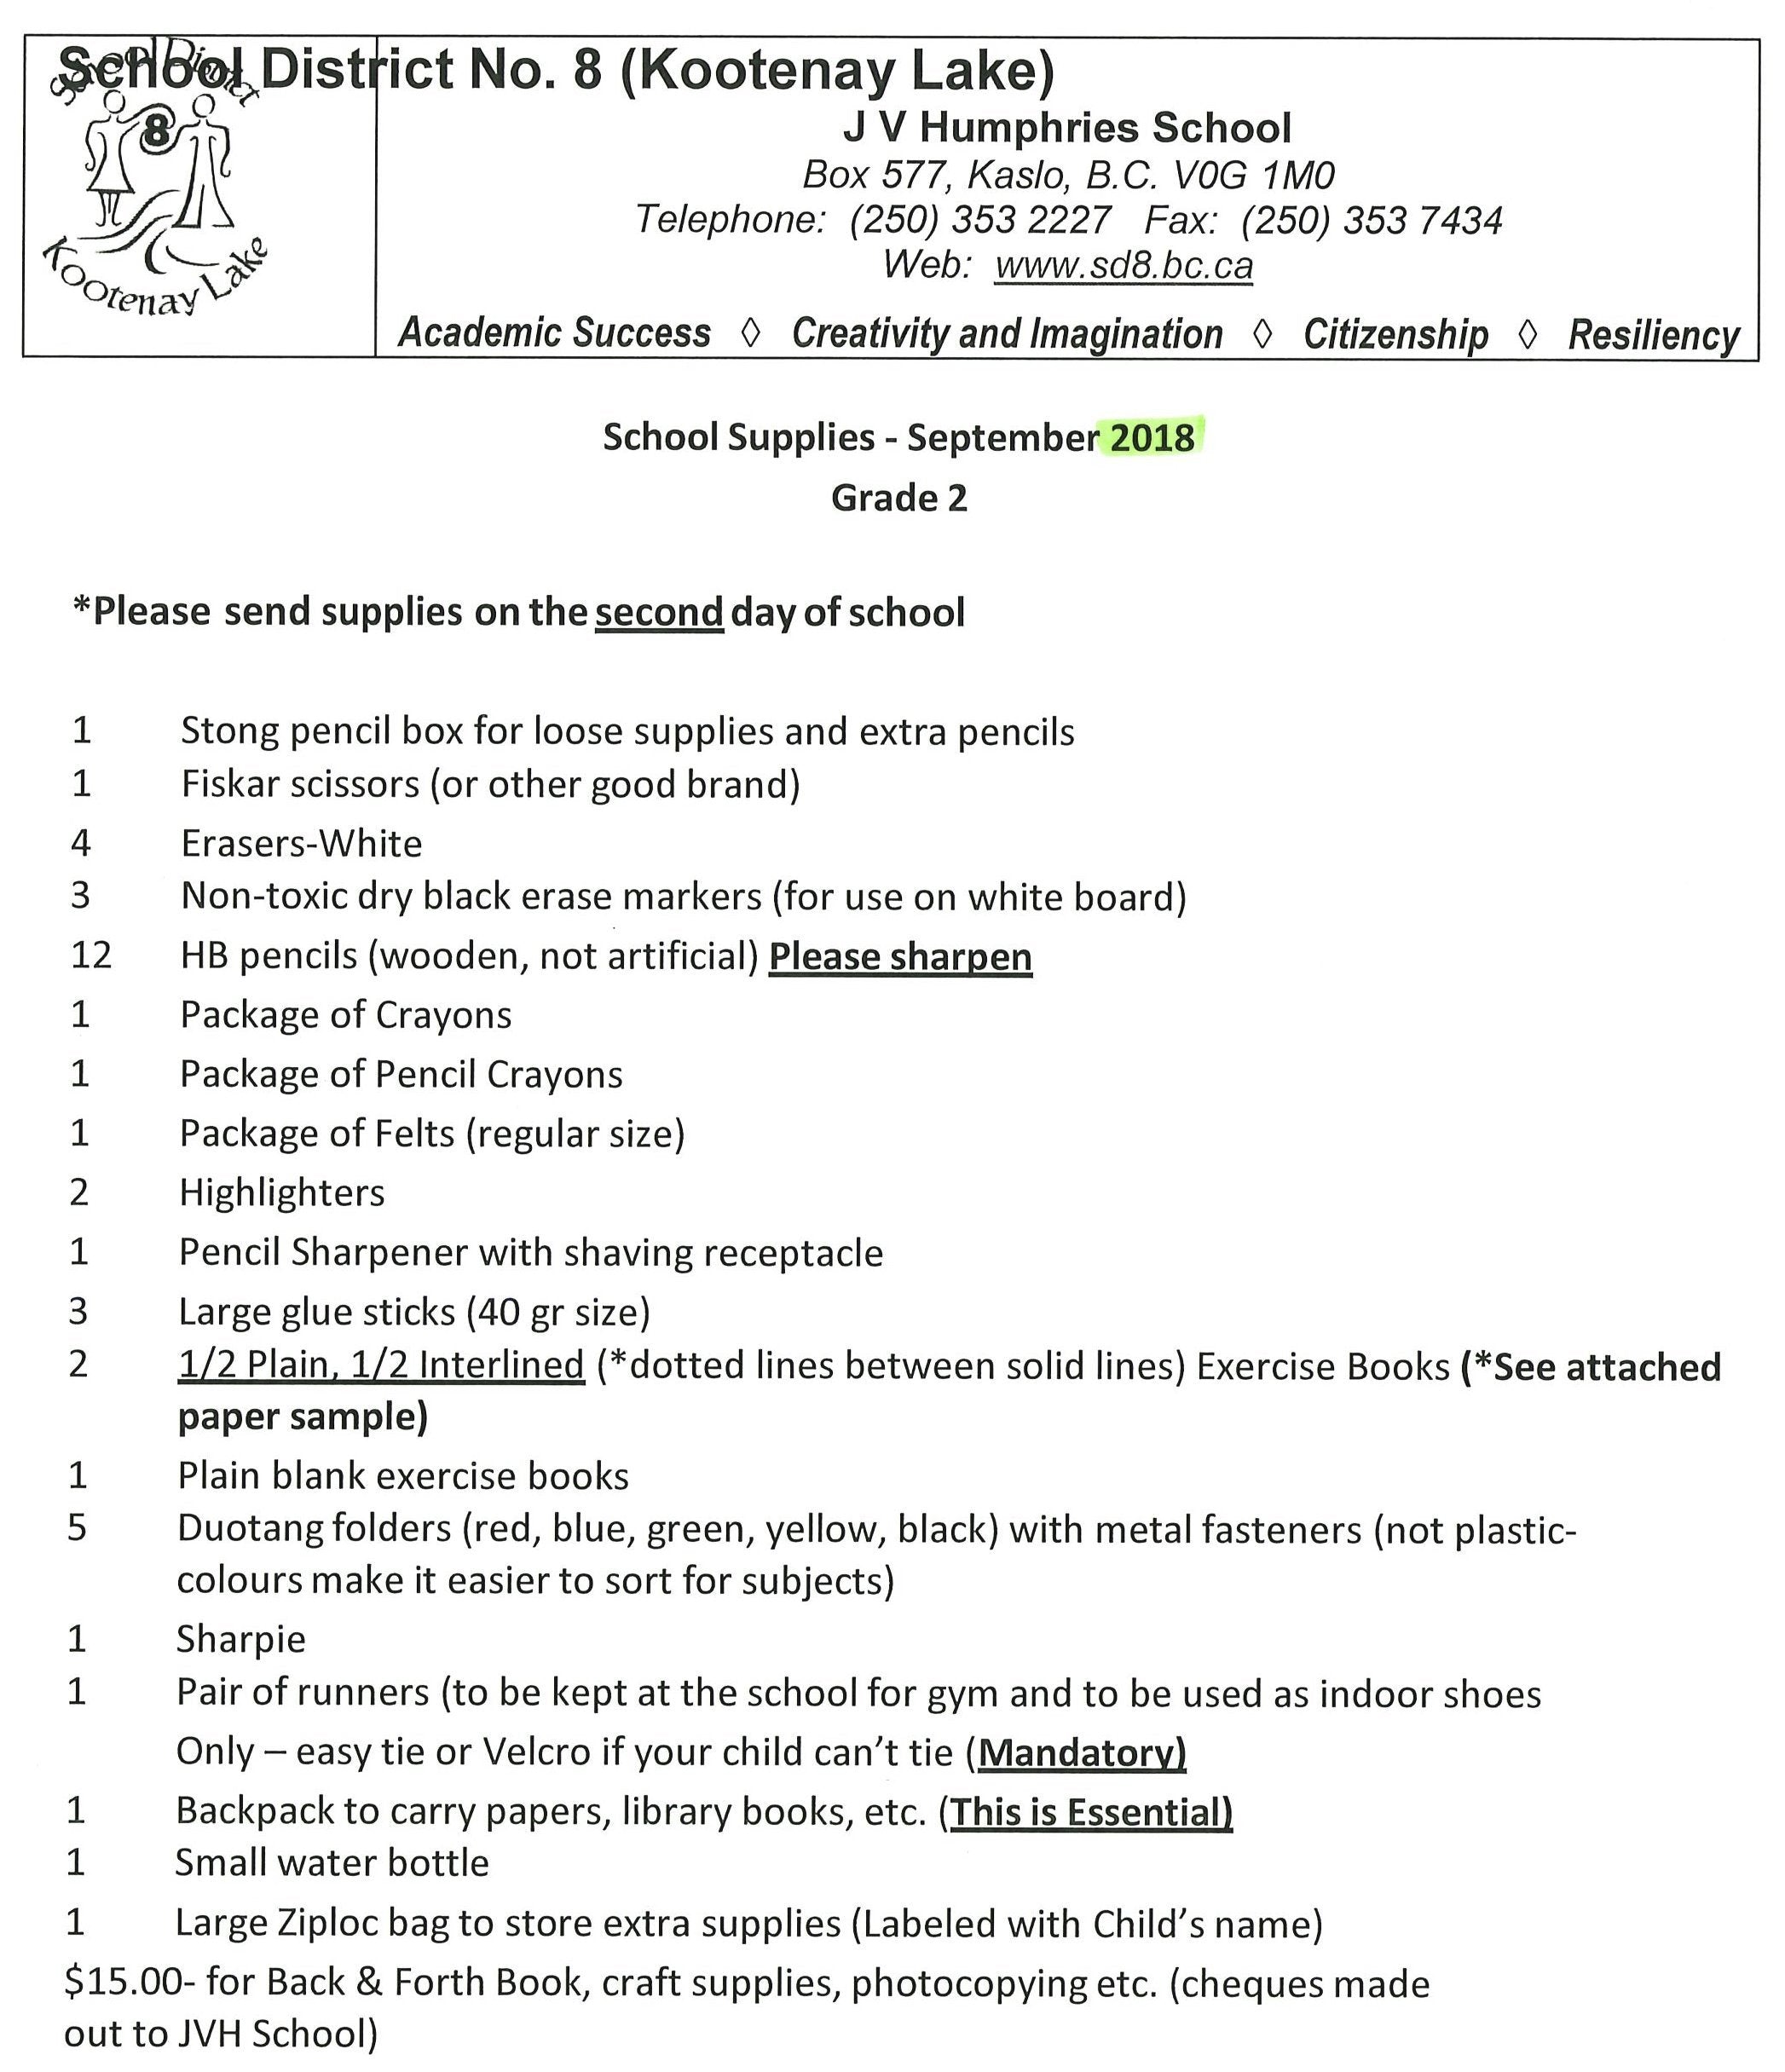 School District No. 8 (Kootenay Lake)
School District
8
Kootenay Lake
J V Humphries School
Box 577, Kaslo, B.C. V0G 1M0
Telephone: (250) 353 2227 Fax: (250) 353 7434
Web: www.sd8.bc.ca
Academic Success ◊ Creativity and Imagination ◊ Citizenship ◊ Resiliency
School Supplies - September 2018
Grade 2
*Please send supplies on the second day of school
1 Stong pencil box for loose supplies and extra pencils
1 Fiskar scissors (or other good brand)
4 Erasers-White
3 Non-toxic dry black erase markers (for use on white board)
12 HB pencils (wooden, not artificial) Please sharpen
1 Package of Crayons
1 Package of Pencil Crayons
1 Package of Felts (regular size)
2 Highlighters
1 Pencil Sharpener with shaving receptacle
3 Large glue sticks (40 gr size)
2 1/2 Plain, 1/2 Interlined (*dotted lines between solid lines) Exercise Books (*See attached
paper sample)
1 Plain blank exercise books
5 Duotang folders (red, blue, green, yellow, black) with metal fasteners (not plastic-
colours make it easier to sort for subjects)
1 Sharpie
1 Pair of runners (to be kept at the school for gym and to be used as indoor shoes
Only – easy tie or Velcro if your child can't tie (Mandatory)
1 Backpack to carry papers, library books, etc. (This is Essential)
1 Small water bottle
1 Large Ziploc bag to store extra supplies (Labeled with Child's name)
$15.00- for Back & Forth Book, craft supplies, photocopying etc. (cheques made
out to JVH School)